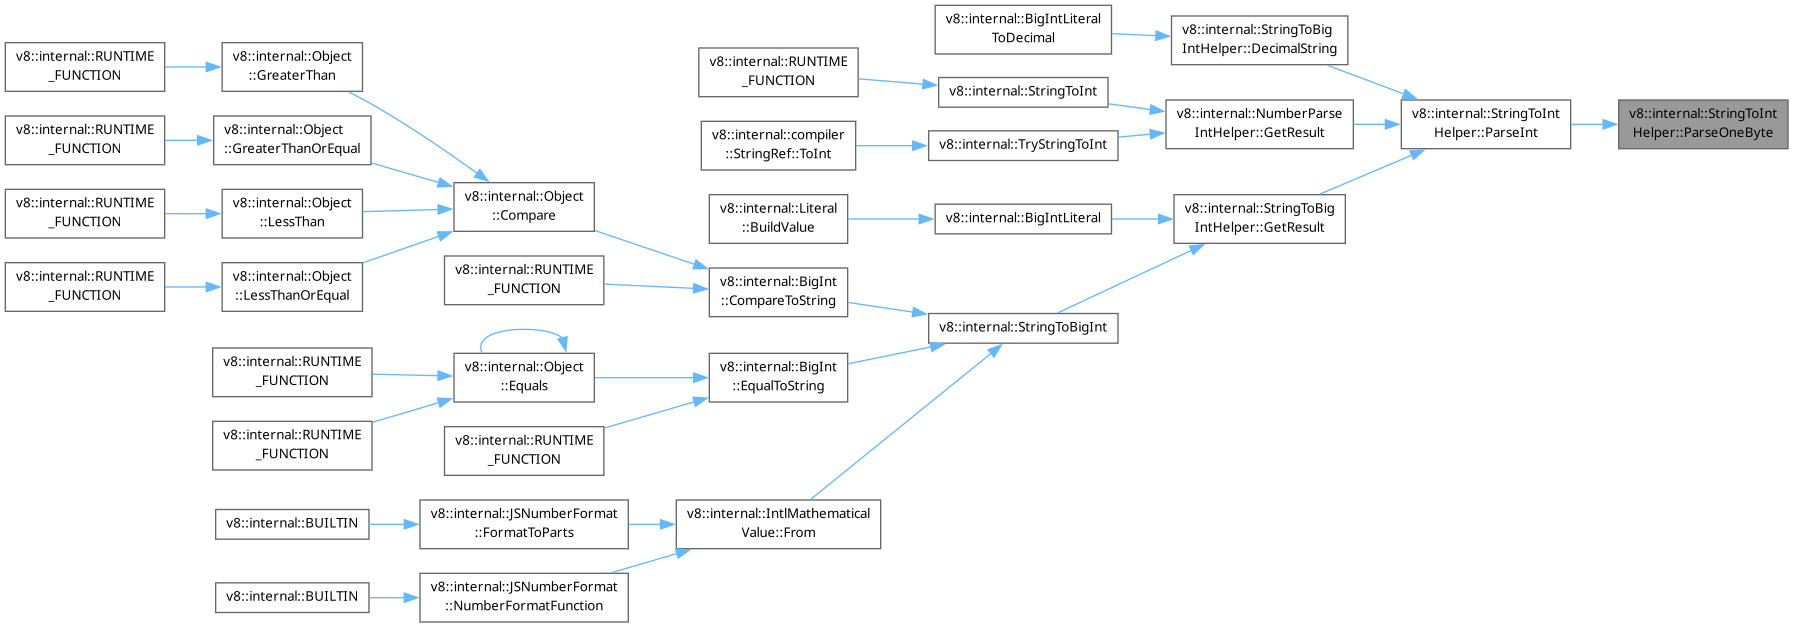 v8::internal::RUNTIME
_FUNCTION
v8::internal::Object
::GreaterThan
v8::internal::RUNTIME
_FUNCTION
v8::internal::Object
::GreaterThanOrEqual
v8::internal::RUNTIME
_FUNCTION
v8::internal::Object
::LessThan
v8::internal::RUNTIME
_FUNCTION
v8::internal::Object
::LessThanOrEqual
v8::internal::RUNTIME
_FUNCTION
v8::internal::RUNTIME
_FUNCTION
v8::internal::BUILTIN
v8::internal::BUILTIN
v8::internal::Object
::Compare
v8::internal::RUNTIME
_FUNCTION
v8::internal::Object
::Equals
v8::internal::RUNTIME
_FUNCTION
v8::internal::JSNumberFormat
::FormatToParts
v8::internal::JSNumberFormat
::NumberFormatFunction
v8::internal::RUNTIME
_FUNCTION
v8::internal::compiler
::StringRef::ToInt
v8::internal::Literal
::BuildValue
v8::internal::BigInt
::CompareToString
v8::internal::BigInt
::EqualToString
v8::internal::IntlMathematical
Value::From
v8::internal::BigIntLiteral
ToDecimal
v8::internal::StringToInt
v8::internal::TryStringToInt
v8::internal::BigIntLiteral
v8::internal::StringToBigInt
v8::internal::StringToBig
IntHelper::DecimalString
v8::internal::NumberParse
IntHelper::GetResult
v8::internal::StringToBig
IntHelper::GetResult
v8::internal::StringToInt
Helper::ParseInt
v8::internal::StringToInt
Helper::ParseOneByte